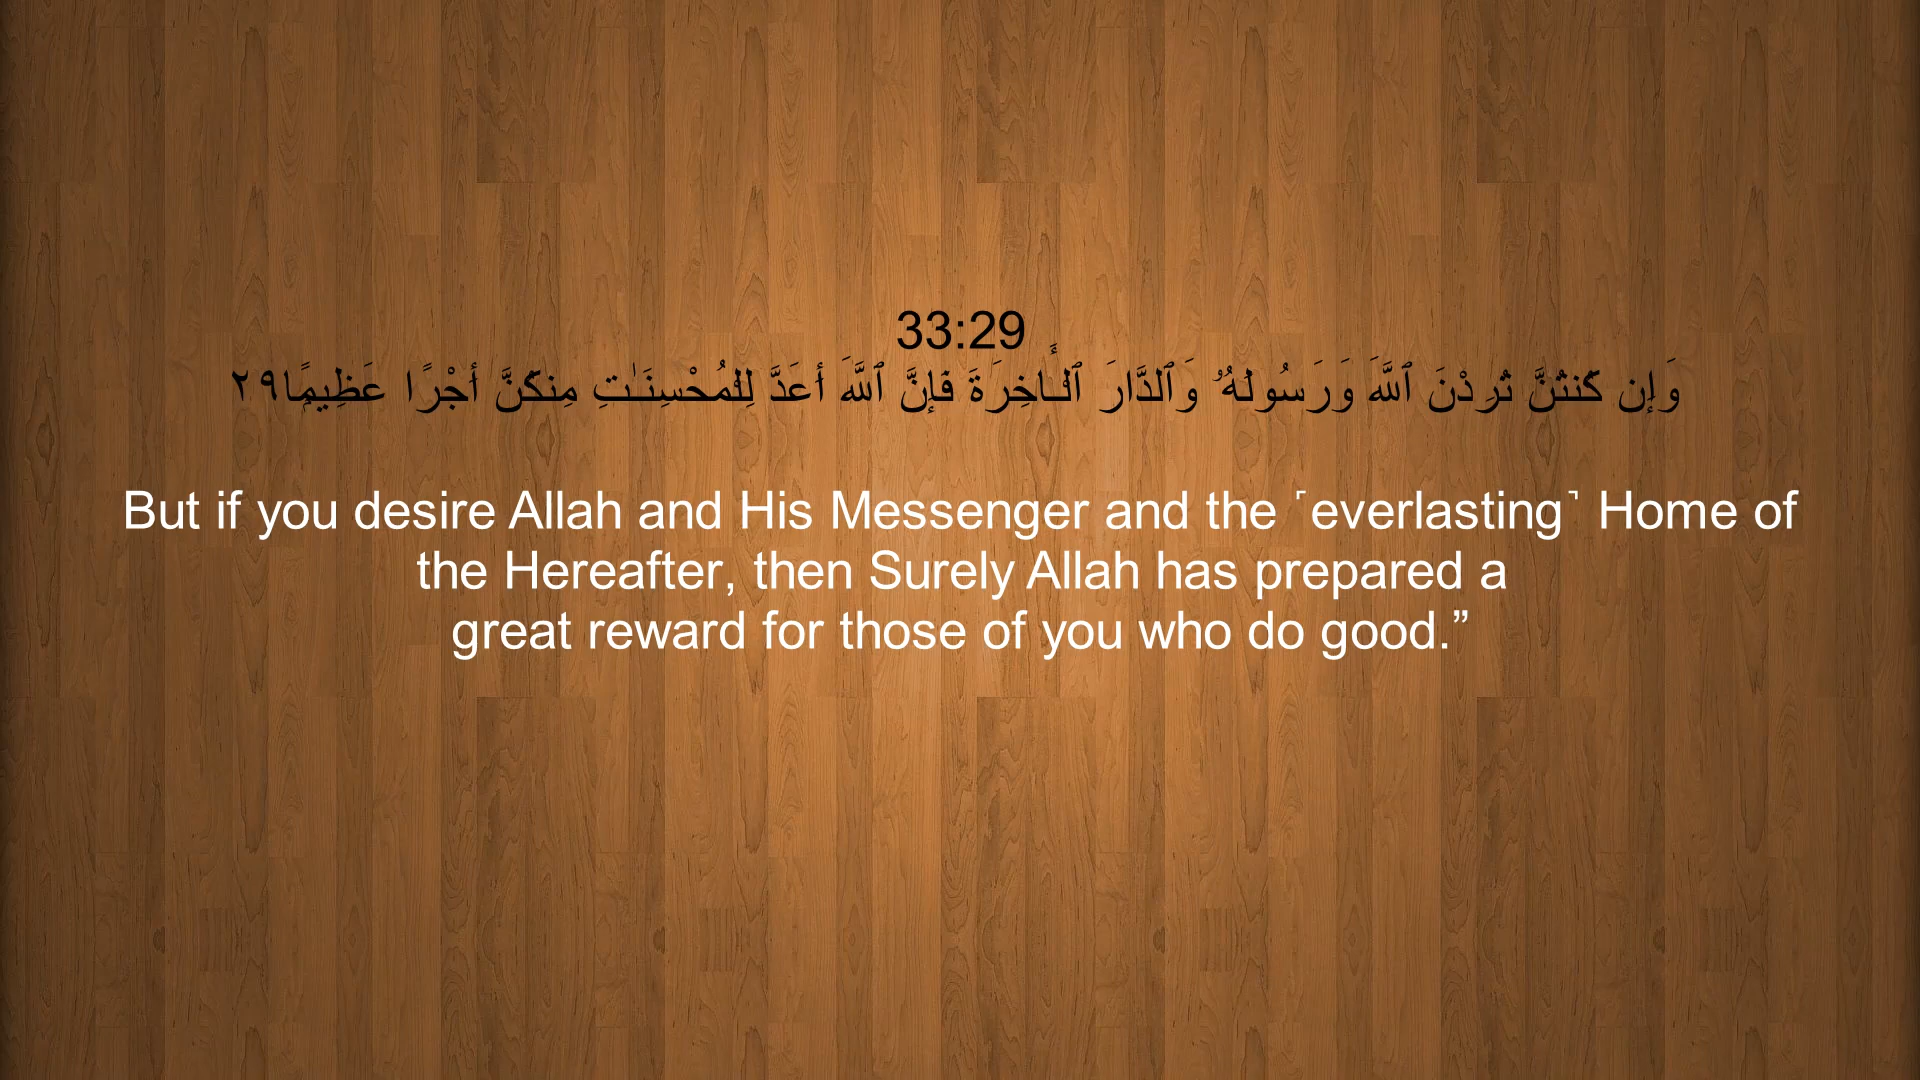 33:29
وَإِن كُنتُنَّ تُرِدْنَ ٱللَّهَ وَرَسُولَهُۥ وَٱلدَّارَ ٱلْـَٔاخِرَةَ فَإِنَّ ٱللَّهَ أَعَدَّ لِلْمُحْسِنَـٰتِ مِنكُنَّ أَجْرًا عَظِيمًۭا٢٩
But if you desire Allah and His Messenger and the ˹everlasting˺ Home of
the Hereafter, then Surely Allah has prepared a
great reward for those of you who do good.”